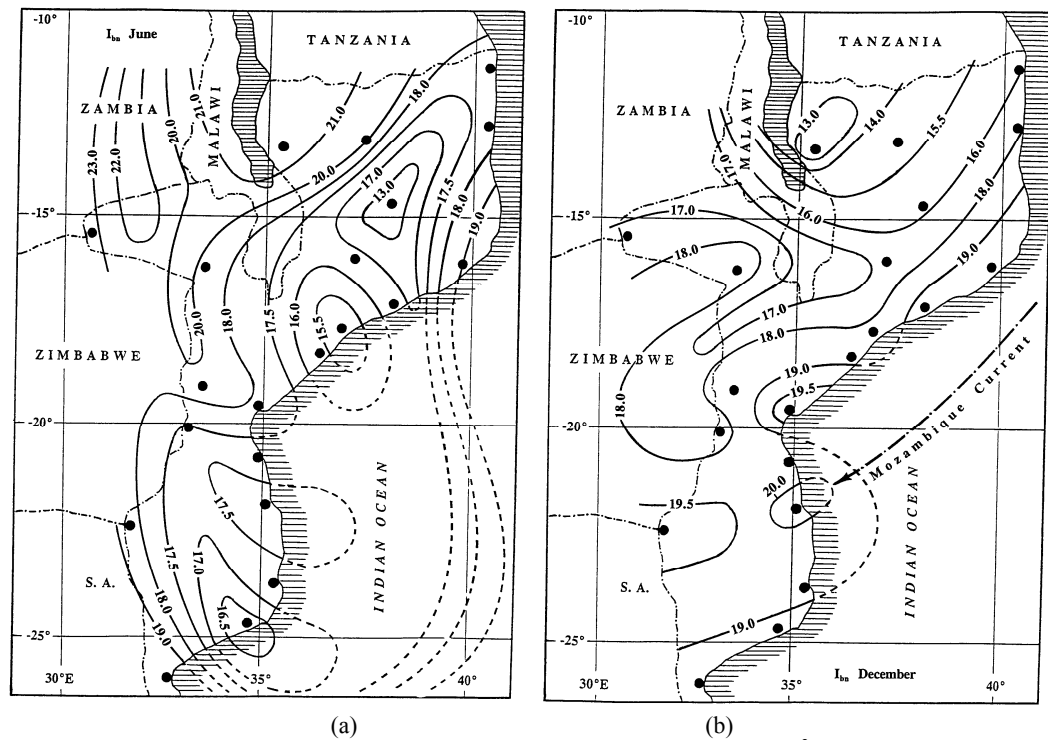 -10°
I_bn June
TANZANIA
ZAMBIA
MALAWI
23.0
22.0
20.0
21.0
21.0
18.0
20.0
17.0
13.0
17.5
18.0
19.0
-15°
20.0
18.0
17.5
16.0
15.5
ZIMBABWE
-20°
17.5
INDIAN OCEAN
S. A.
17.5
17.0
18.0
16.5
19.0
-25°
30°E
35°
40°
(a)
-10°
TANZANIA
ZAMBIA
MALAWI
13.0
14.0
15.5
17.0
16.0
18.0
16.0
-15°
17.0
18.0
19.0
17.0
18.0
ZIMBABWE
19.0
19.5
18.0
Mozambique Current
-20°
20.0
19.5
INDIAN OCEAN
S. A.
19.0
-25°
I_bn December
30°E
35°
40°
(b)